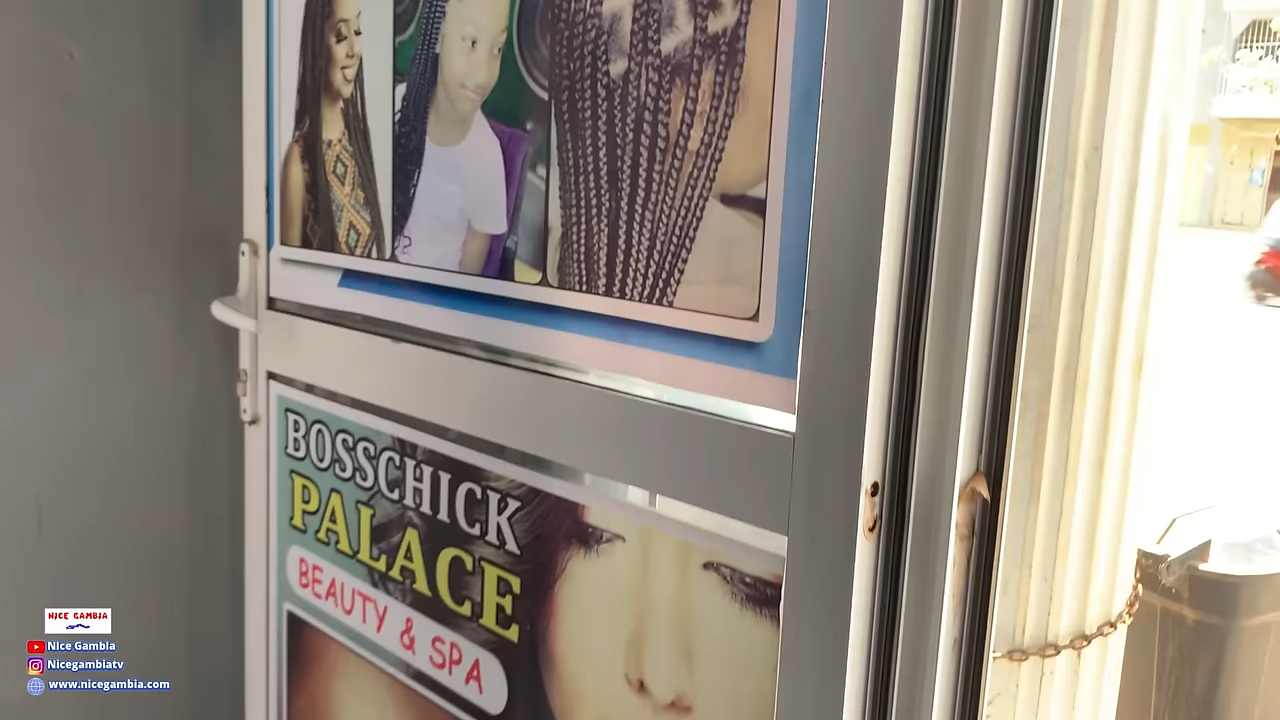 BOSSCHICK
PALACE
BEAUTY & SPA
NICE GAMBIA
Nice Gambia
Nicegambiatv
www.nicegambia.com